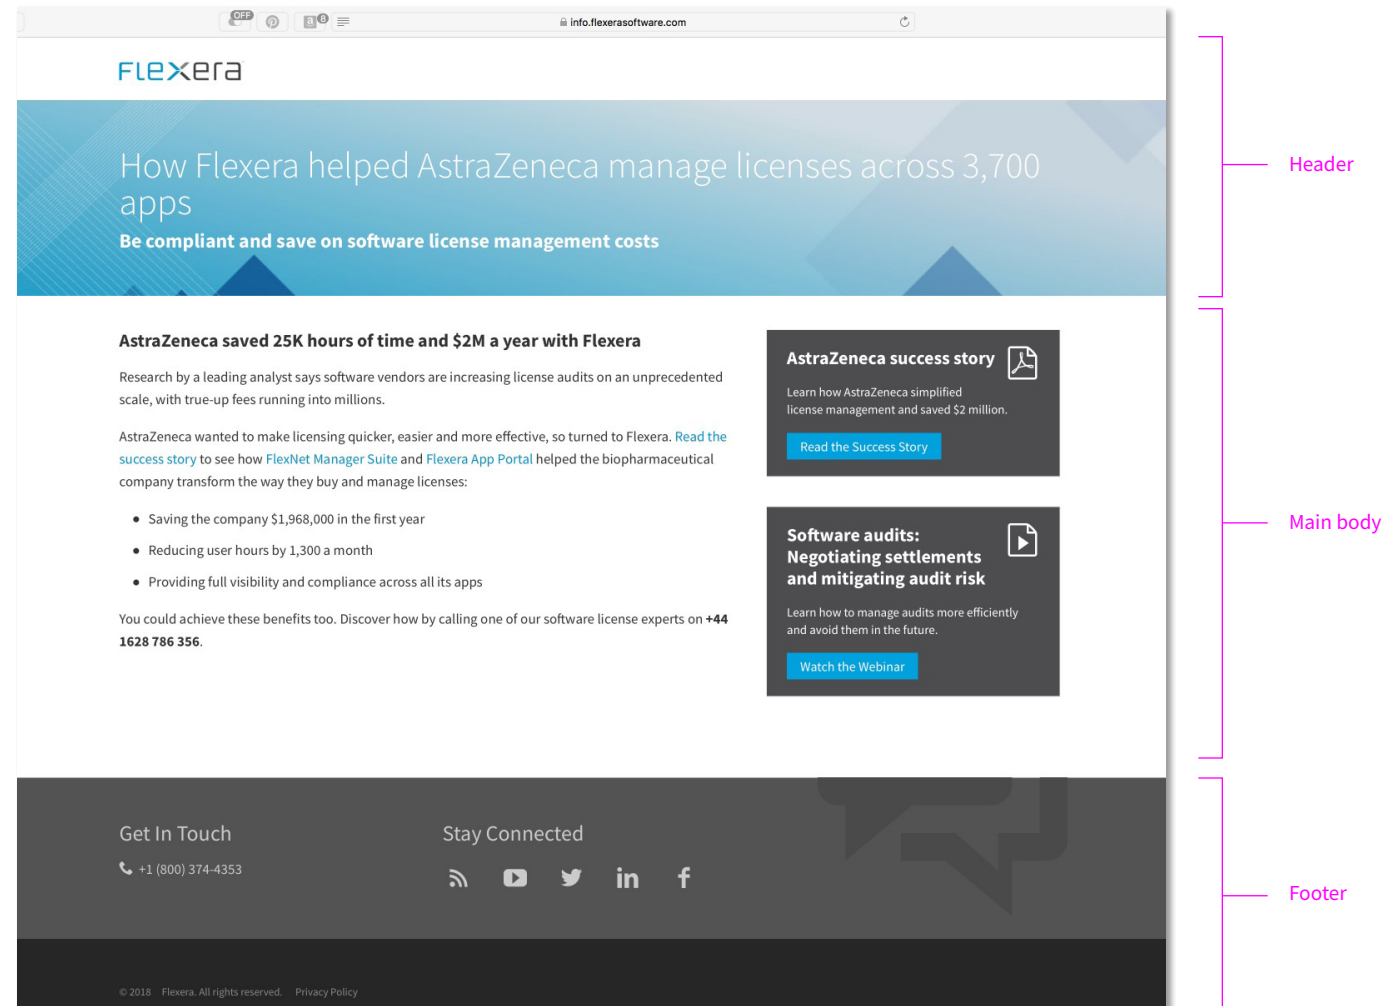 OFF
a 8
info.flexerasoftware.com
FLEXera
How Flexera helped AstraZeneca manage licenses across 3,700
apps
Be compliant and save on software license management costs
Header
AstraZeneca saved 25K hours of time and $2M a year with Flexera
Research by a leading analyst says software vendors are increasing license audits on an unprecedented
scale, with true-up fees running into millions.
AstraZeneca wanted to make licensing quicker, easier and more effective, so turned to Flexera. Read the
success story to see how FlexNet Manager Suite and Flexera App Portal helped the biopharmaceutical
company transform the way they buy and manage licenses:
• Saving the company $1,968,000 in the first year
• Reducing user hours by 1,300 a month
• Providing full visibility and compliance across all its apps
You could achieve these benefits too. Discover how by calling one of our software license experts on +44
1628 786 356.
AstraZeneca success story
Learn how AstraZeneca simplified
license management and saved $2 million.
Read the Success Story
Software audits:
Negotiating settlements
and mitigating audit risk
Learn how to manage audits more efficiently
and avoid them in the future.
Watch the Webinar
Main body
Get In Touch
+1 (800) 374-4353
Stay Connected
in f
Footer
© 2018 Flexera. All rights reserved. Privacy Policy